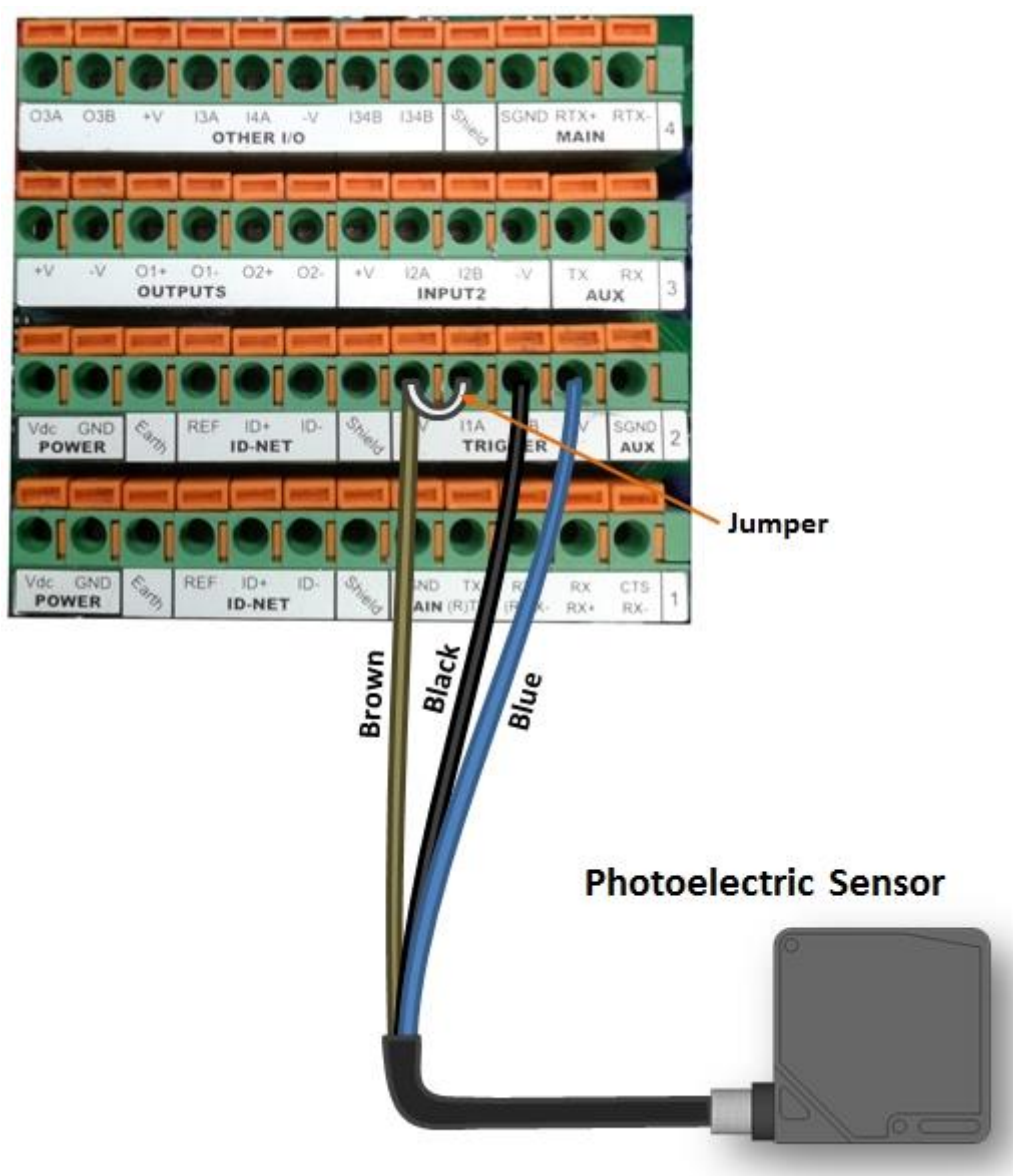 O3A O3B +V I3A I4A -V I34B I34B Shield SGND RTX+ RTX- 4
OTHER I/O MAIN
+V -V O1+ O1- O2+ O2- +V I2A I2B -V TX RX 3
OUTPUTS INPUT2 AUX
Vdc GND Earth REF ID+ ID- Shield V I1A B V SGND 2
POWER ID-NET TRIGGER AUX
Jumper
Vdc GND Earth REF ID+ ID- Shield GND TX RX CTS 1
POWER ID-NET RX+ RX-
Brown
Black
Blue
Photoelectric Sensor